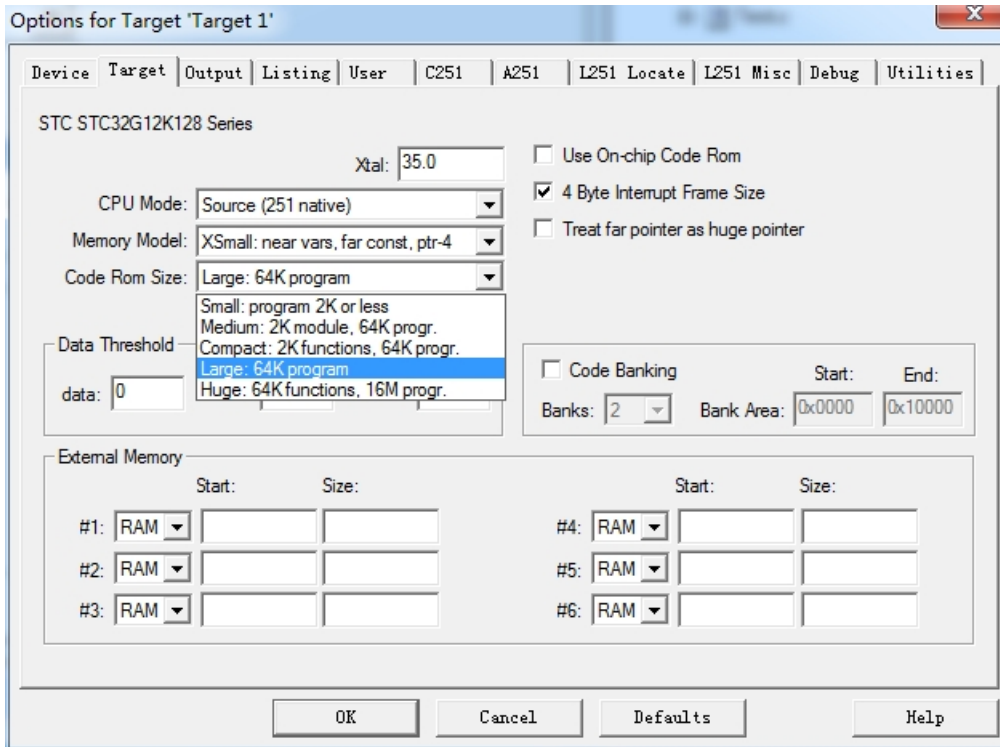 Options for Target 'Target 1'
Device Target Output Listing User C251 A251 L251 Locate L251 Misc Debug Utilities
STC STC32G12K128 Series
Xtal: 35.0
Use On-chip Code Rom
CPU Mode: Source (251 native)
4 Byte Interrupt Frame Size
Memory Model: XSmall: near vars, far const, ptr-4
Treat far pointer as huge pointer
Code Rom Size: Large: 64K program
Small: program 2K or less
Medium: 2K module, 64K progr.
Compact: 2K functions, 64K progr.
Large: 64K program
Huge: 64K functions, 16M progr.
Data Threshold
data: 0
Code Banking Start: End:
Banks: 2 Bank Area: 0x0000 0x10000
External Memory
Start: Size: Start: Size:
#1: RAM #4: RAM
#2: RAM #5: RAM
#3: RAM #6: RAM
OK Cancel Defaults Help